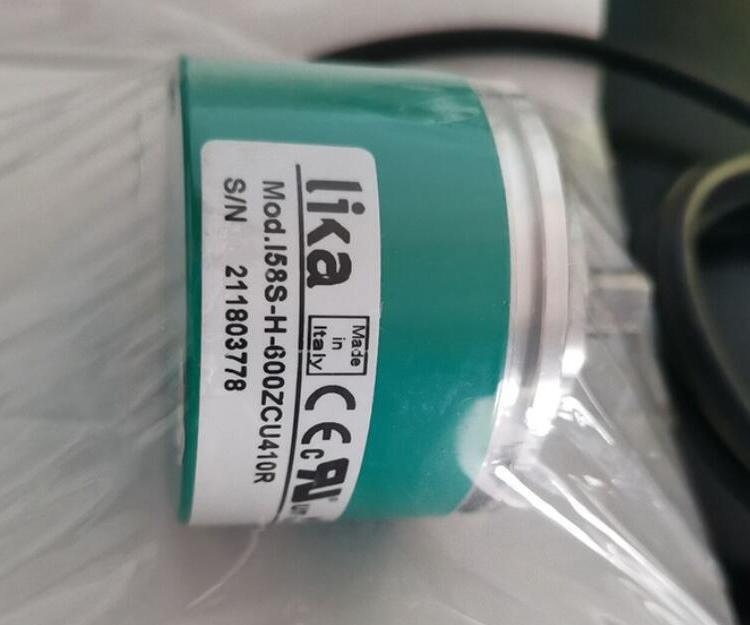 lika
Made
in
Italy
CE
c
Mod.I58S-H-600ZCU410R
S/N 211803778